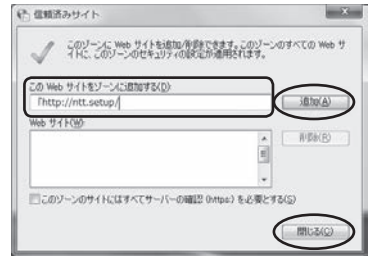 信頼済みサイト
このゾーンに Web サイトを追加/削除できます。このゾーンのすべての Web サ
イトに、ゾーンのセキュリティの設定が適用されます。
この Web サイトをゾーンに追加する(D):
「http://ntt.setup/
追加(A)
Web サイト(W):
削除(R)
このゾーンのサイトにはすべてサーバーの確認 (https:) を必要とする(S)
閉じる(C)